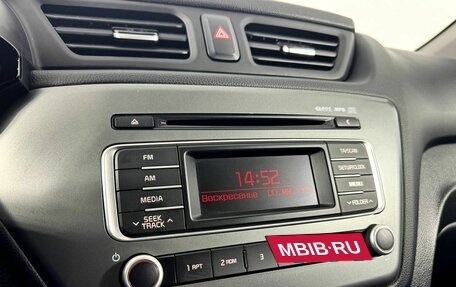 FM
AM
MEDIA
SEEK
TRACK
14:52
Воскресенье
TA/SCAN
SETUP/CLOCK
MENU
FOLDER
1 RPT
2 RDM
3
MBIB·RU